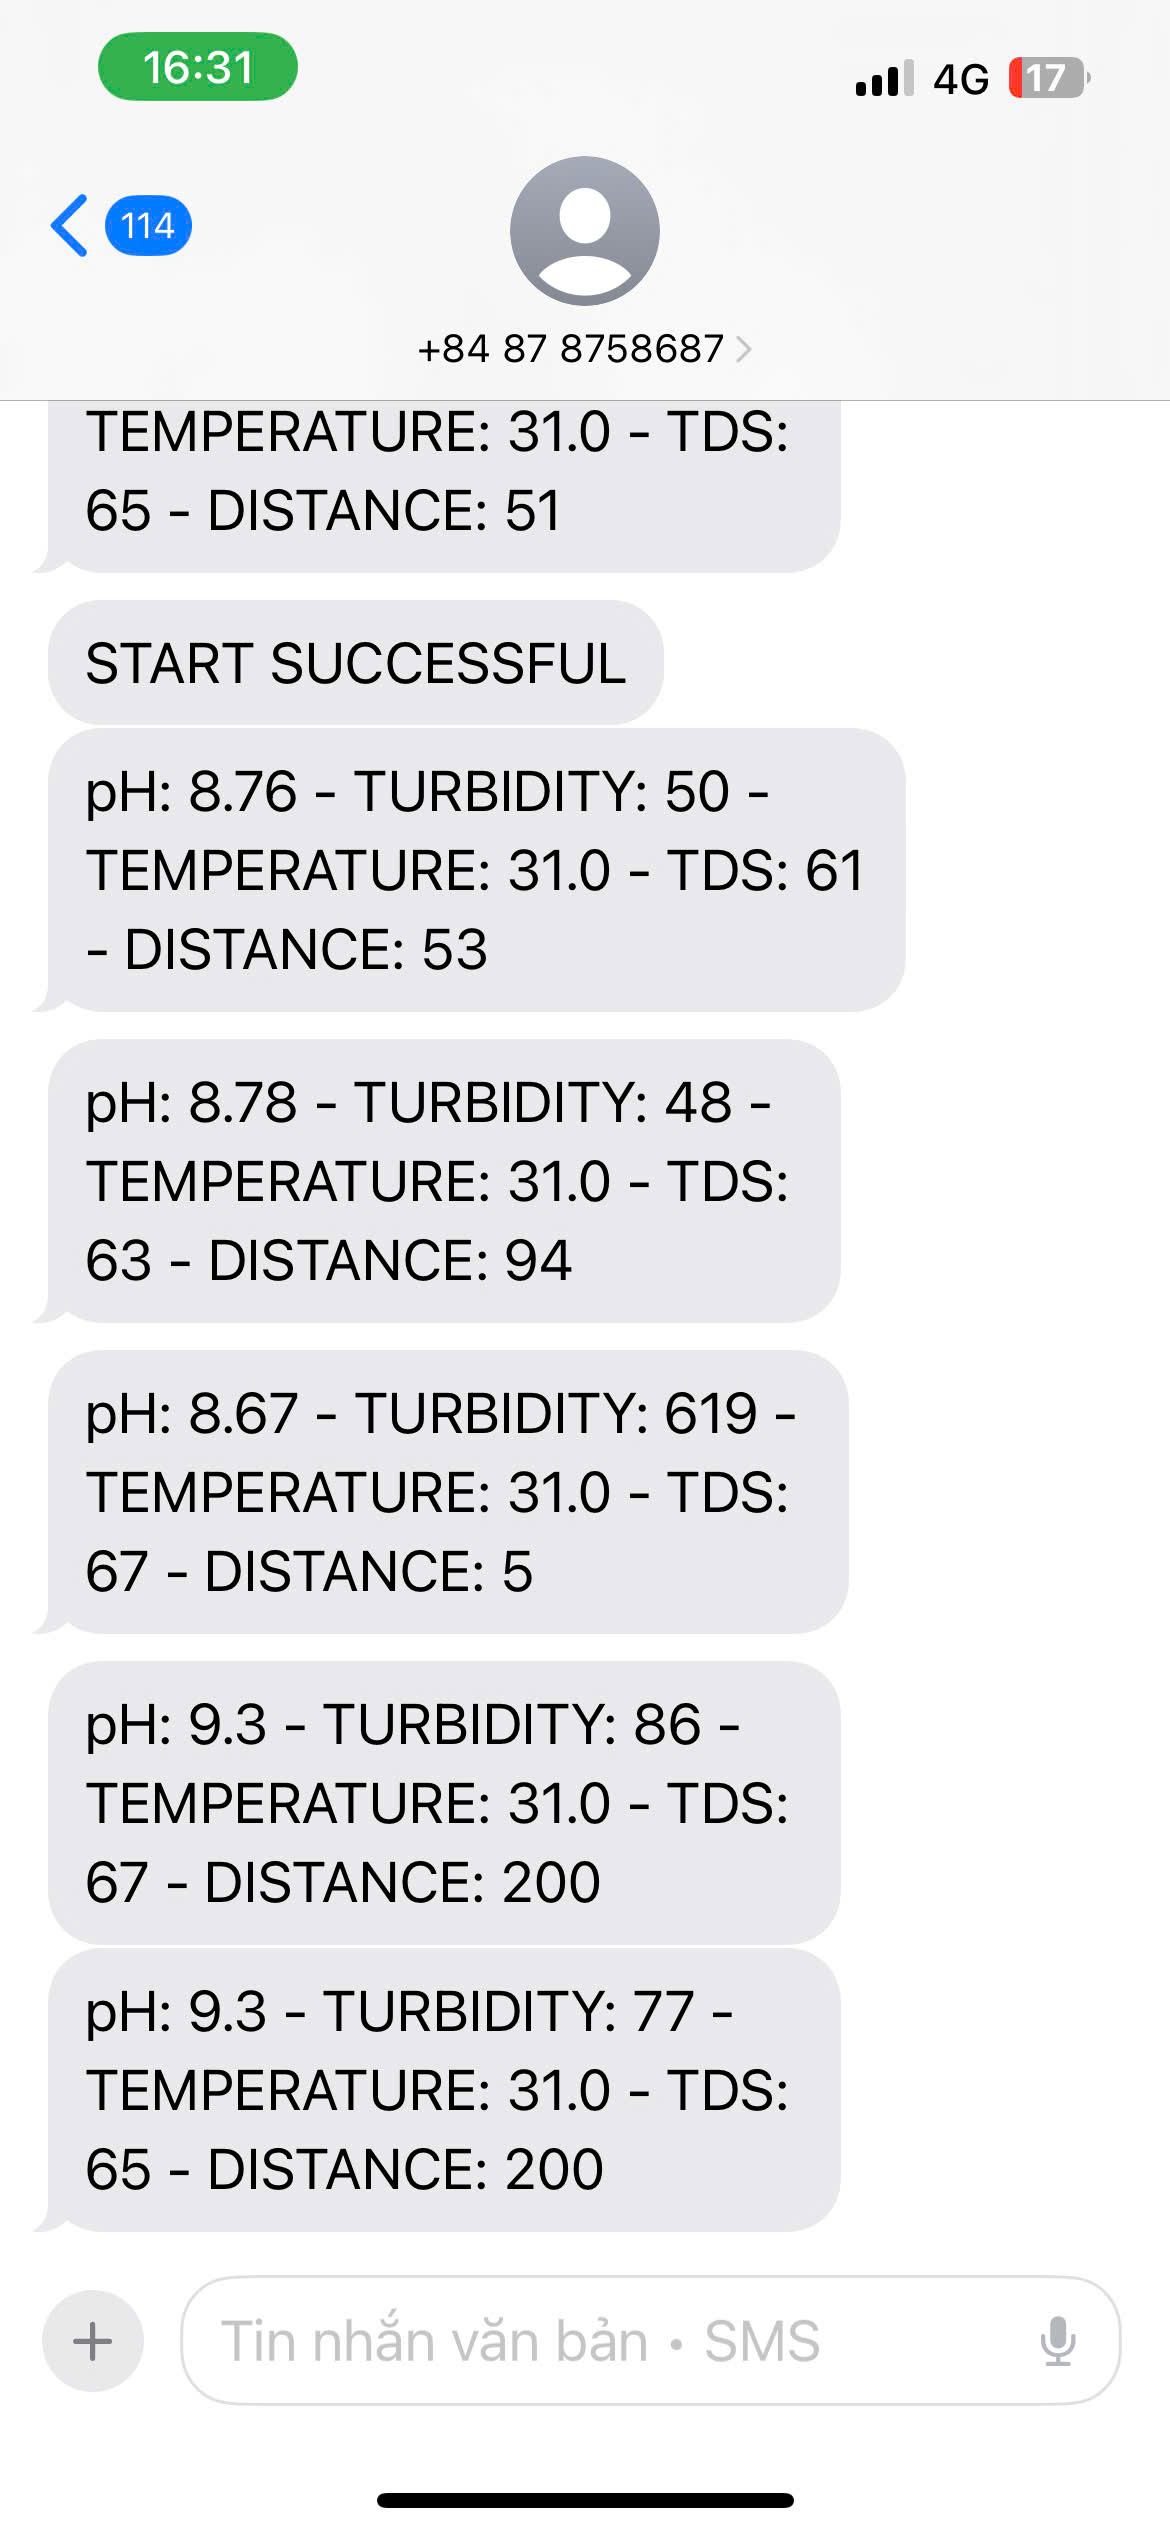 16:31
4G 17
114
+84 87 8758687
TEMPERATURE: 31.0 - TDS:
65 - DISTANCE: 51
START SUCCESSFUL
pH: 8.76 - TURBIDITY: 50 -
TEMPERATURE: 31.0 - TDS: 61
- DISTANCE: 53
pH: 8.78 - TURBIDITY: 48 -
TEMPERATURE: 31.0 - TDS:
63 - DISTANCE: 94
pH: 8.67 - TURBIDITY: 619 -
TEMPERATURE: 31.0 - TDS:
67 - DISTANCE: 5
pH: 9.3 - TURBIDITY: 86 -
TEMPERATURE: 31.0 - TDS:
67 - DISTANCE: 200
pH: 9.3 - TURBIDITY: 77 -
TEMPERATURE: 31.0 - TDS:
65 - DISTANCE: 200
Tin nhắn văn bản • SMS